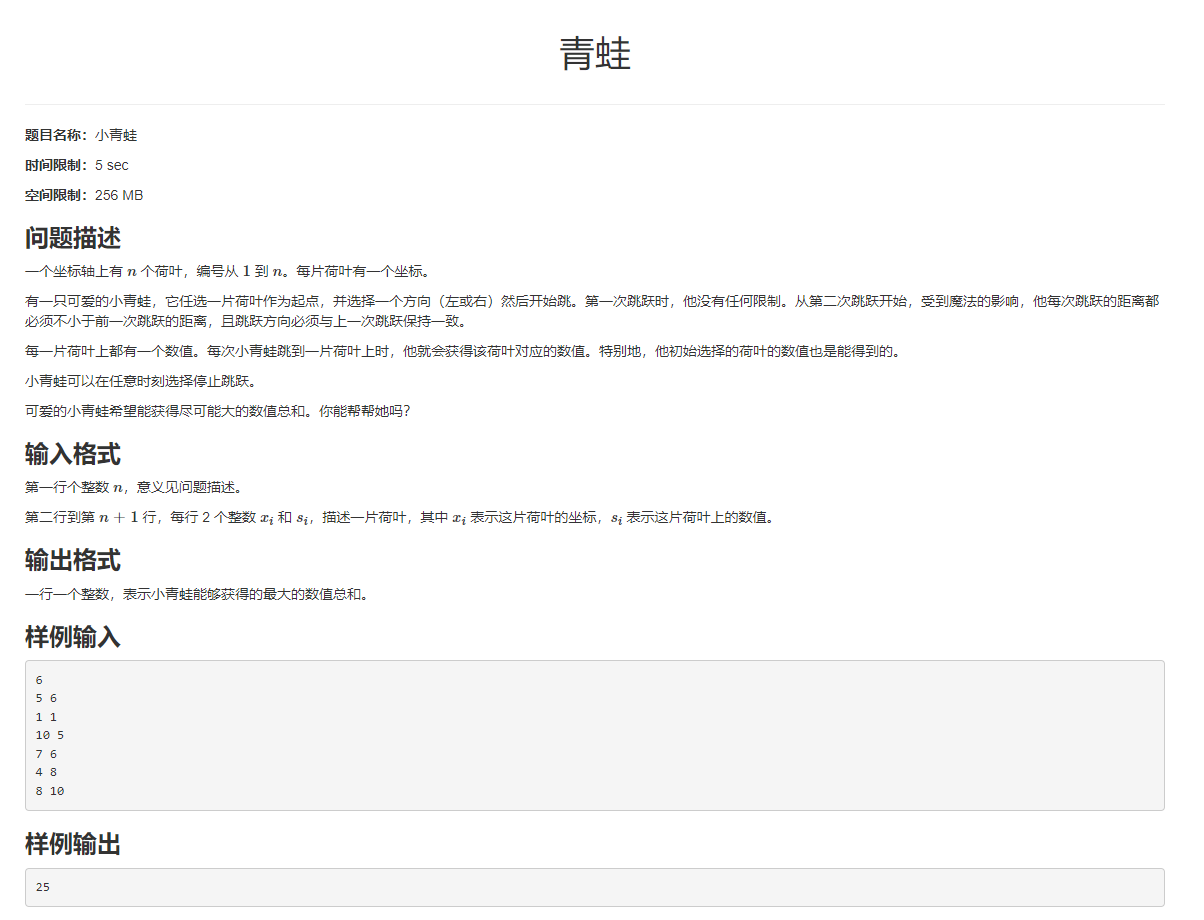 青蛙
题目名称：小青蛙
时间限制：5 sec
空间限制：256 MB
问题描述
一个坐标轴上有 n 个荷叶，编号从 1 到 n。每片荷叶有一个坐标。
有一只可爱的小青蛙，它任选一片荷叶作为起点，并选择一个方向（左或右）然后开始跳。第一次跳跃时，他没有任何限制。从第二次跳跃开始，受到魔法的影响，他每次跳跃的距离都
必须不小于前一次跳跃的距离，且跳跃方向必须与上一次跳跃保持一致。
每一片荷叶上都有一个数值。每次小青蛙跳到一片荷叶上时，他就会获得该荷叶对应的数值。特别地，他初始选择的荷叶的数值也是能得到的。
小青蛙可以在任意时刻选择停止跳跃。
可爱的小青蛙希望能获得尽可能大的数值总和。你能帮帮她吗？
输入格式
第一行个整数 n，意义见问题描述。
第二行到第 n + 1 行，每行 2 个整数 xᵢ 和 sᵢ，描述一片荷叶，其中 xᵢ 表示这片荷叶的坐标，sᵢ 表示这片荷叶上的数值。
输出格式
一行一个整数，表示小青蛙能够获得的最大的数值总和。
样例输入
6
5 6
1 1
10 5
7 6
4 8
8 10
样例输出
25